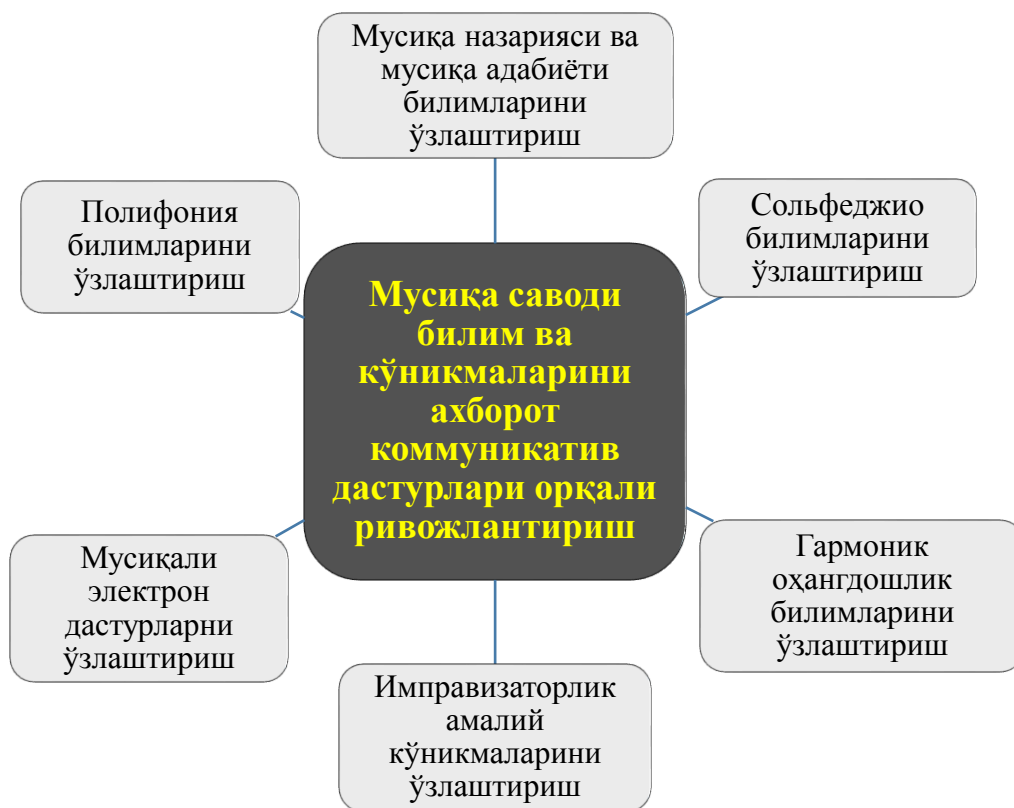 Мусиқа назарияси ва
мусиқа адабиёти
билимларини
ўзлаштириш
Полифония
билимларини
ўзлаштириш
Сольфеджио
билимларини
ўзлаштириш
Мусиқа саводи
билим ва
кўникмаларини
ахборот
коммуникатив
дастурлари орқали
ривожлантириш
Мусиқали
электрон
дастурларни
ўзлаштириш
Гармоник
оҳангдошлик
билимларини
ўзлаштириш
Имправизаторлик
амалий
кўникмаларини
ўзлаштириш